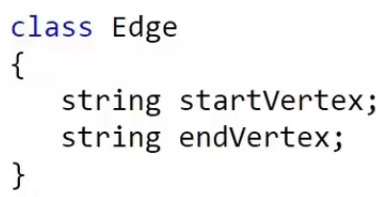 class Edge
{
string startVertex;
string endVertex;
}